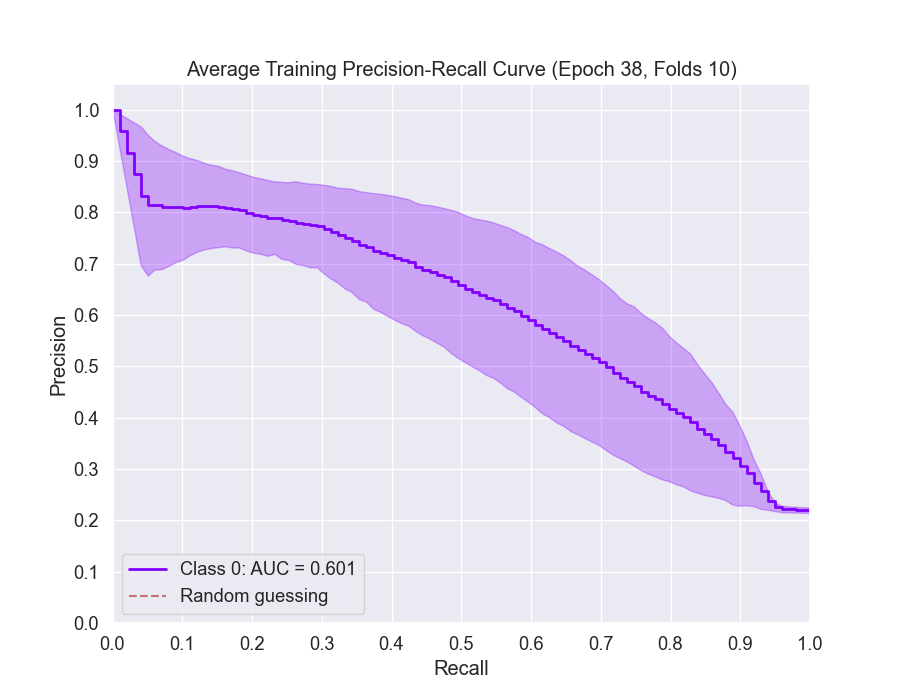 Average Training Precision-Recall Curve (Epoch 38, Folds 10)
Precision
1.0
0.9
0.8
0.7
0.6
0.5
0.4
0.3
0.2
0.1
0.0
Class 0: AUC = 0.601
Random guessing
0.0 0.1 0.2 0.3 0.4 0.5 0.6 0.7 0.8 0.9 1.0
Recall